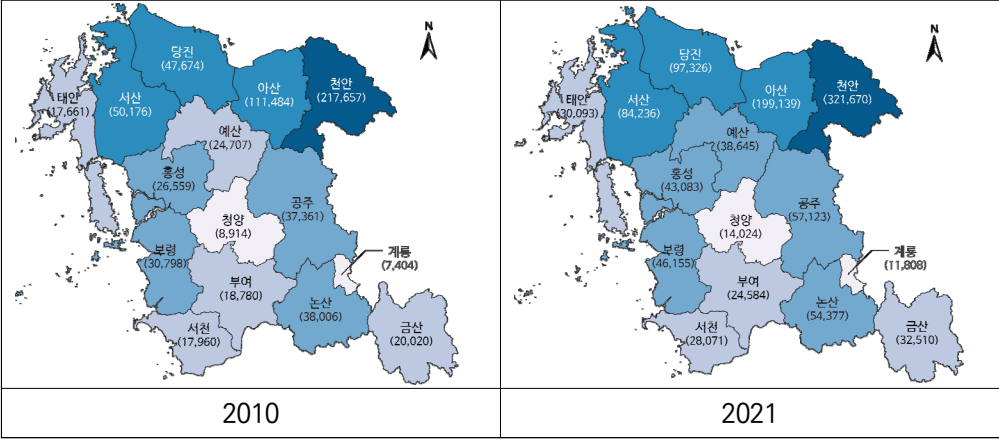 N
당진
(47,674)
아산
(111,484)
천안
(217,657)
태안
(17,661)
서산
(50,176)
예산
(24,707)
홍성
(26,559)
공주
(37,361)
청양
(8,914)
계룡
(7,404)
보령
(30,798)
부여
(18,780)
논산
(38,006)
서천
(17,960)
금산
(20,020)
2010
N
당진
(97,326)
아산
(199,139)
천안
(321,670)
태안
(30,093)
서산
(84,236)
예산
(38,645)
홍성
(43,083)
공주
(57,123)
청양
(14,024)
계룡
(11,808)
보령
(46,155)
부여
(24,584)
논산
(54,377)
서천
(28,071)
금산
(32,510)
2021